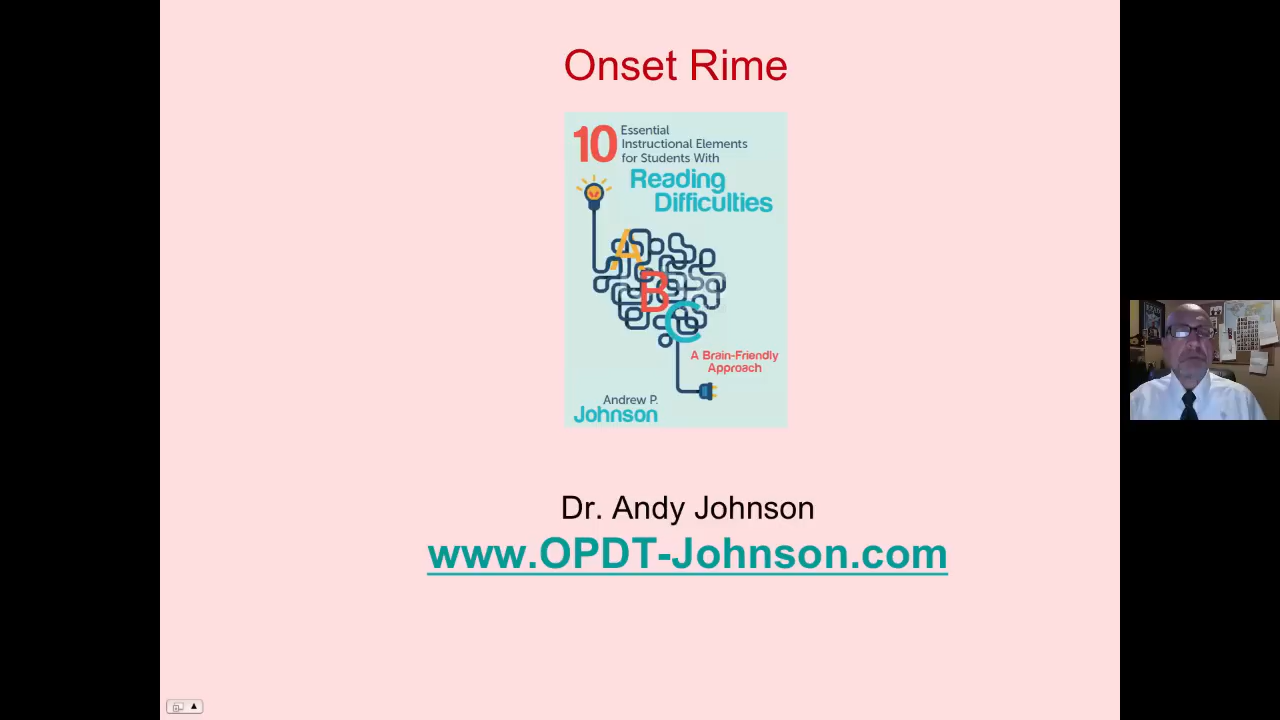 Onset Rime
10 Essential
Instructional Elements
for Students With
Reading
Difficulties
A
B
C
A Brain-Friendly
Approach
Andrew P.
Johnson
Dr. Andy Johnson
www.OPDT-Johnson.com